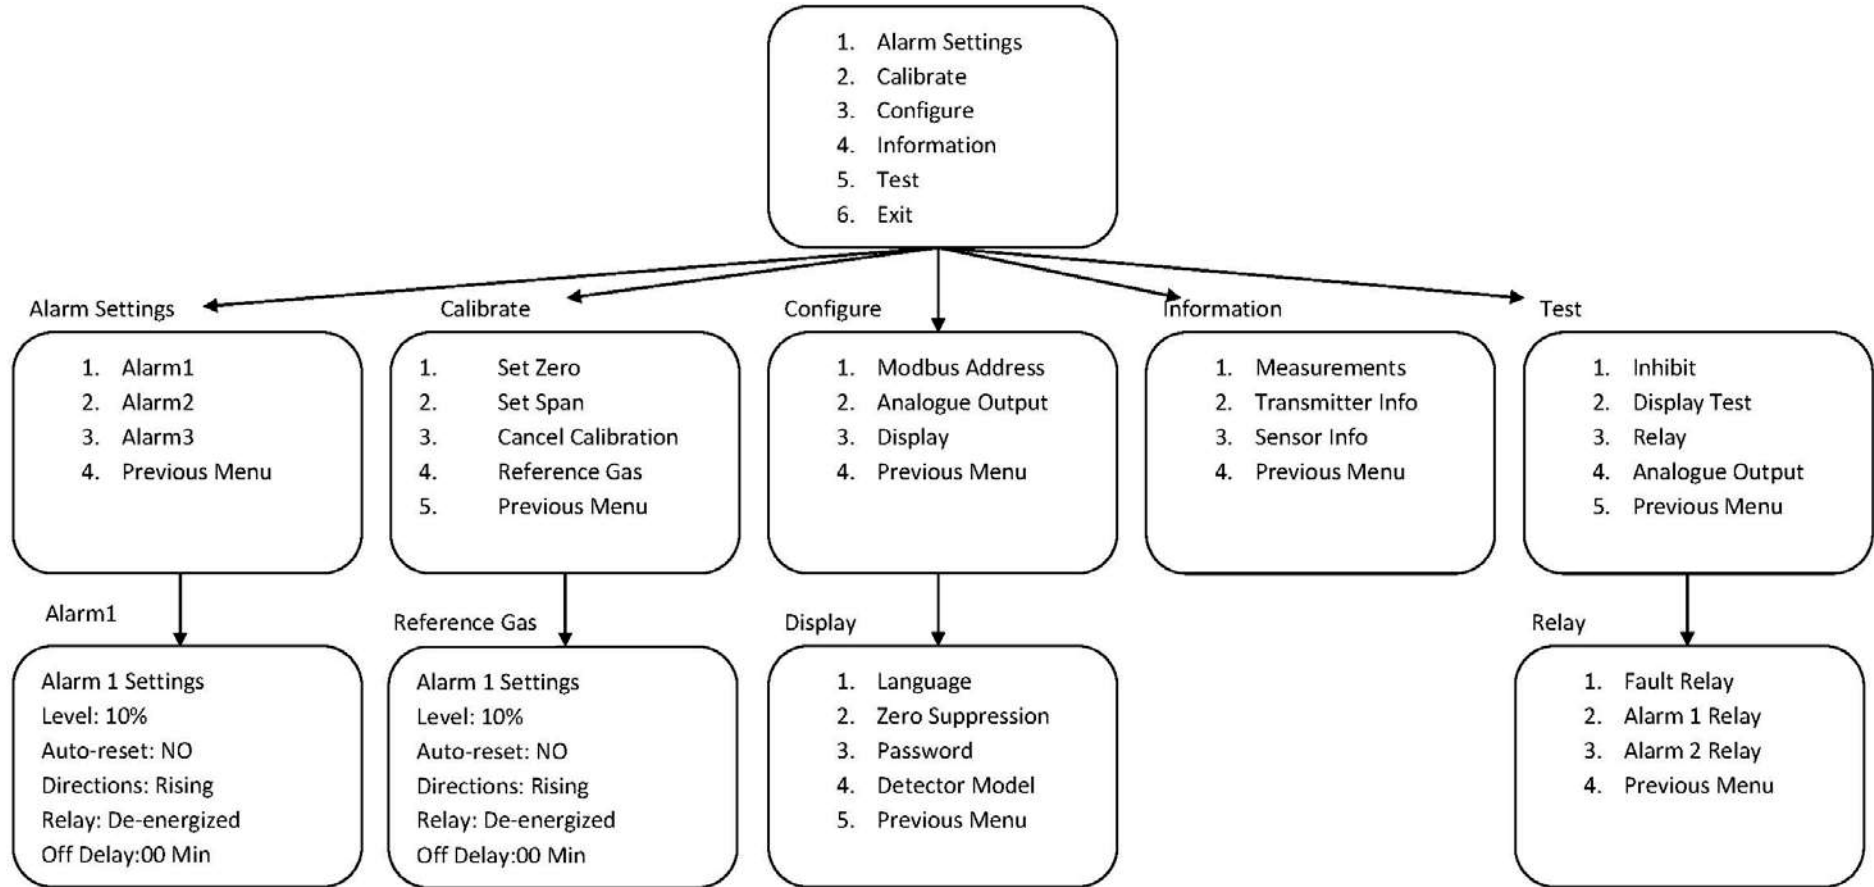 1. Alarm Settings
2. Calibrate
3. Configure
4. Information
5. Test
6. Exit
Alarm Settings
1. Alarm1
2. Alarm2
3. Alarm3
4. Previous Menu
Calibrate
1. Set Zero
2. Set Span
3. Cancel Calibration
4. Reference Gas
5. Previous Menu
Configure
1. Modbus Address
2. Analogue Output
3. Display
4. Previous Menu
Information
1. Measurements
2. Transmitter Info
3. Sensor Info
4. Previous Menu
Test
1. Inhibit
2. Display Test
3. Relay
4. Analogue Output
5. Previous Menu
Alarm1
Alarm 1 Settings
Level: 10%
Auto-reset: NO
Directions: Rising
Relay: De-energized
Off Delay:00 Min
Reference Gas
Alarm 1 Settings
Level: 10%
Auto-reset: NO
Directions: Rising
Relay: De-energized
Off Delay:00 Min
Display
1. Language
2. Zero Suppression
3. Password
4. Detector Model
5. Previous Menu
Relay
1. Fault Relay
2. Alarm 1 Relay
3. Alarm 2 Relay
4. Previous Menu